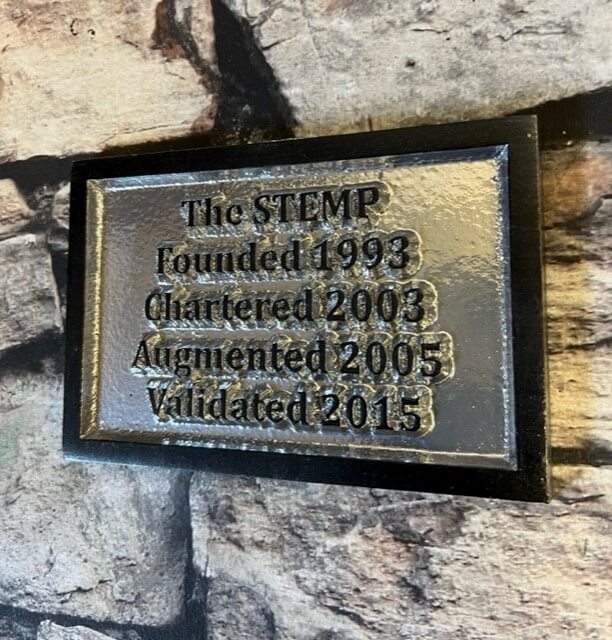 The STEMP
Founded 1993
Chartered 2003
Augmented 2005
Validated 2015